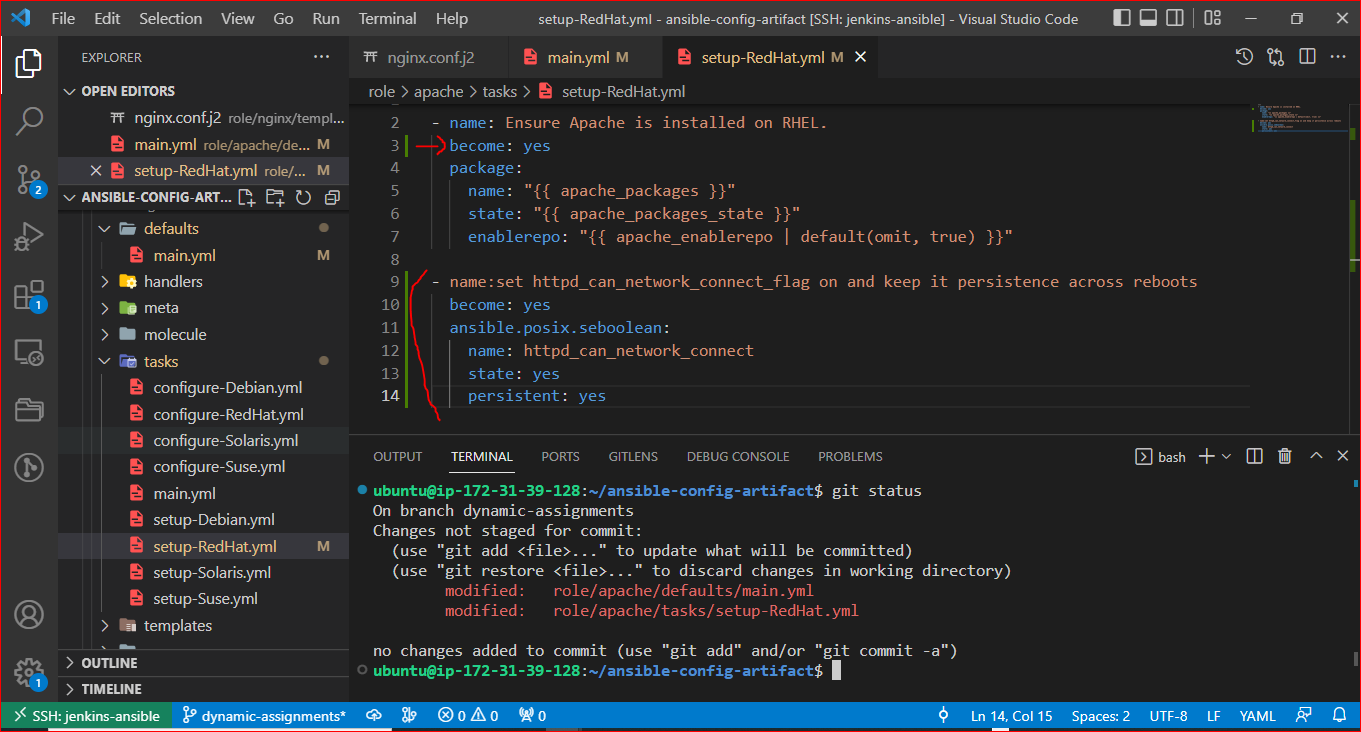 File Edit Selection View Go Run Terminal Help setup-RedHat.yml - ansible-config-artifact [SSH: jenkins-ansible] - Visual Studio Code
EXPLORER
OPEN EDITORS
nginx.conf.j2 role/nginx/templ...
main.yml role/apache/de... M
setup-RedHat.yml role/... M
ANSIBLE-CONFIG-ART...
defaults
main.yml M
handlers
meta
molecule
tasks
configure-Debian.yml
configure-RedHat.yml
configure-Solaris.yml
configure-Suse.yml
main.yml
setup-Debian.yml
setup-RedHat.yml M
setup-Solaris.yml
setup-Suse.yml
templates
OUTLINE
TIMELINE
2
1
1
nginx.conf.j2 main.yml M setup-RedHat.yml M
role > apache > tasks > setup-RedHat.yml
2 - name: Ensure Apache is installed on RHEL.
3 become: yes
4 package:
5 name: "{{ apache_packages }}"
6 state: "{{ apache_packages_state }}"
7 enablerepo: "{{ apache_enablerepo | default(omit, true) }}"
8
9 - name:set httpd_can_network_connect_flag on and keep it persistence across reboots
10 become: yes
11 ansible.posix.seboolean:
12 name: httpd_can_network_connect
13 state: yes
14 persistent: yes
OUTPUT TERMINAL PORTS GITLENS DEBUG CONSOLE PROBLEMS bash
ubuntu@ip-172-31-39-128:~/ansible-config-artifact$ git status
On branch dynamic-assignments
Changes not staged for commit:
(use "git add <file>..." to update what will be committed)
(use "git restore <file>..." to discard changes in working directory)
modified: role/apache/defaults/main.yml
modified: role/apache/tasks/setup-RedHat.yml
no changes added to commit (use "git add" and/or "git commit -a")
ubuntu@ip-172-31-39-128:~/ansible-config-artifact$
SSH: jenkins-ansible dynamic-assignments* 0 0 0 Ln 14, Col 15 Spaces: 2 UTF-8 LF YAML